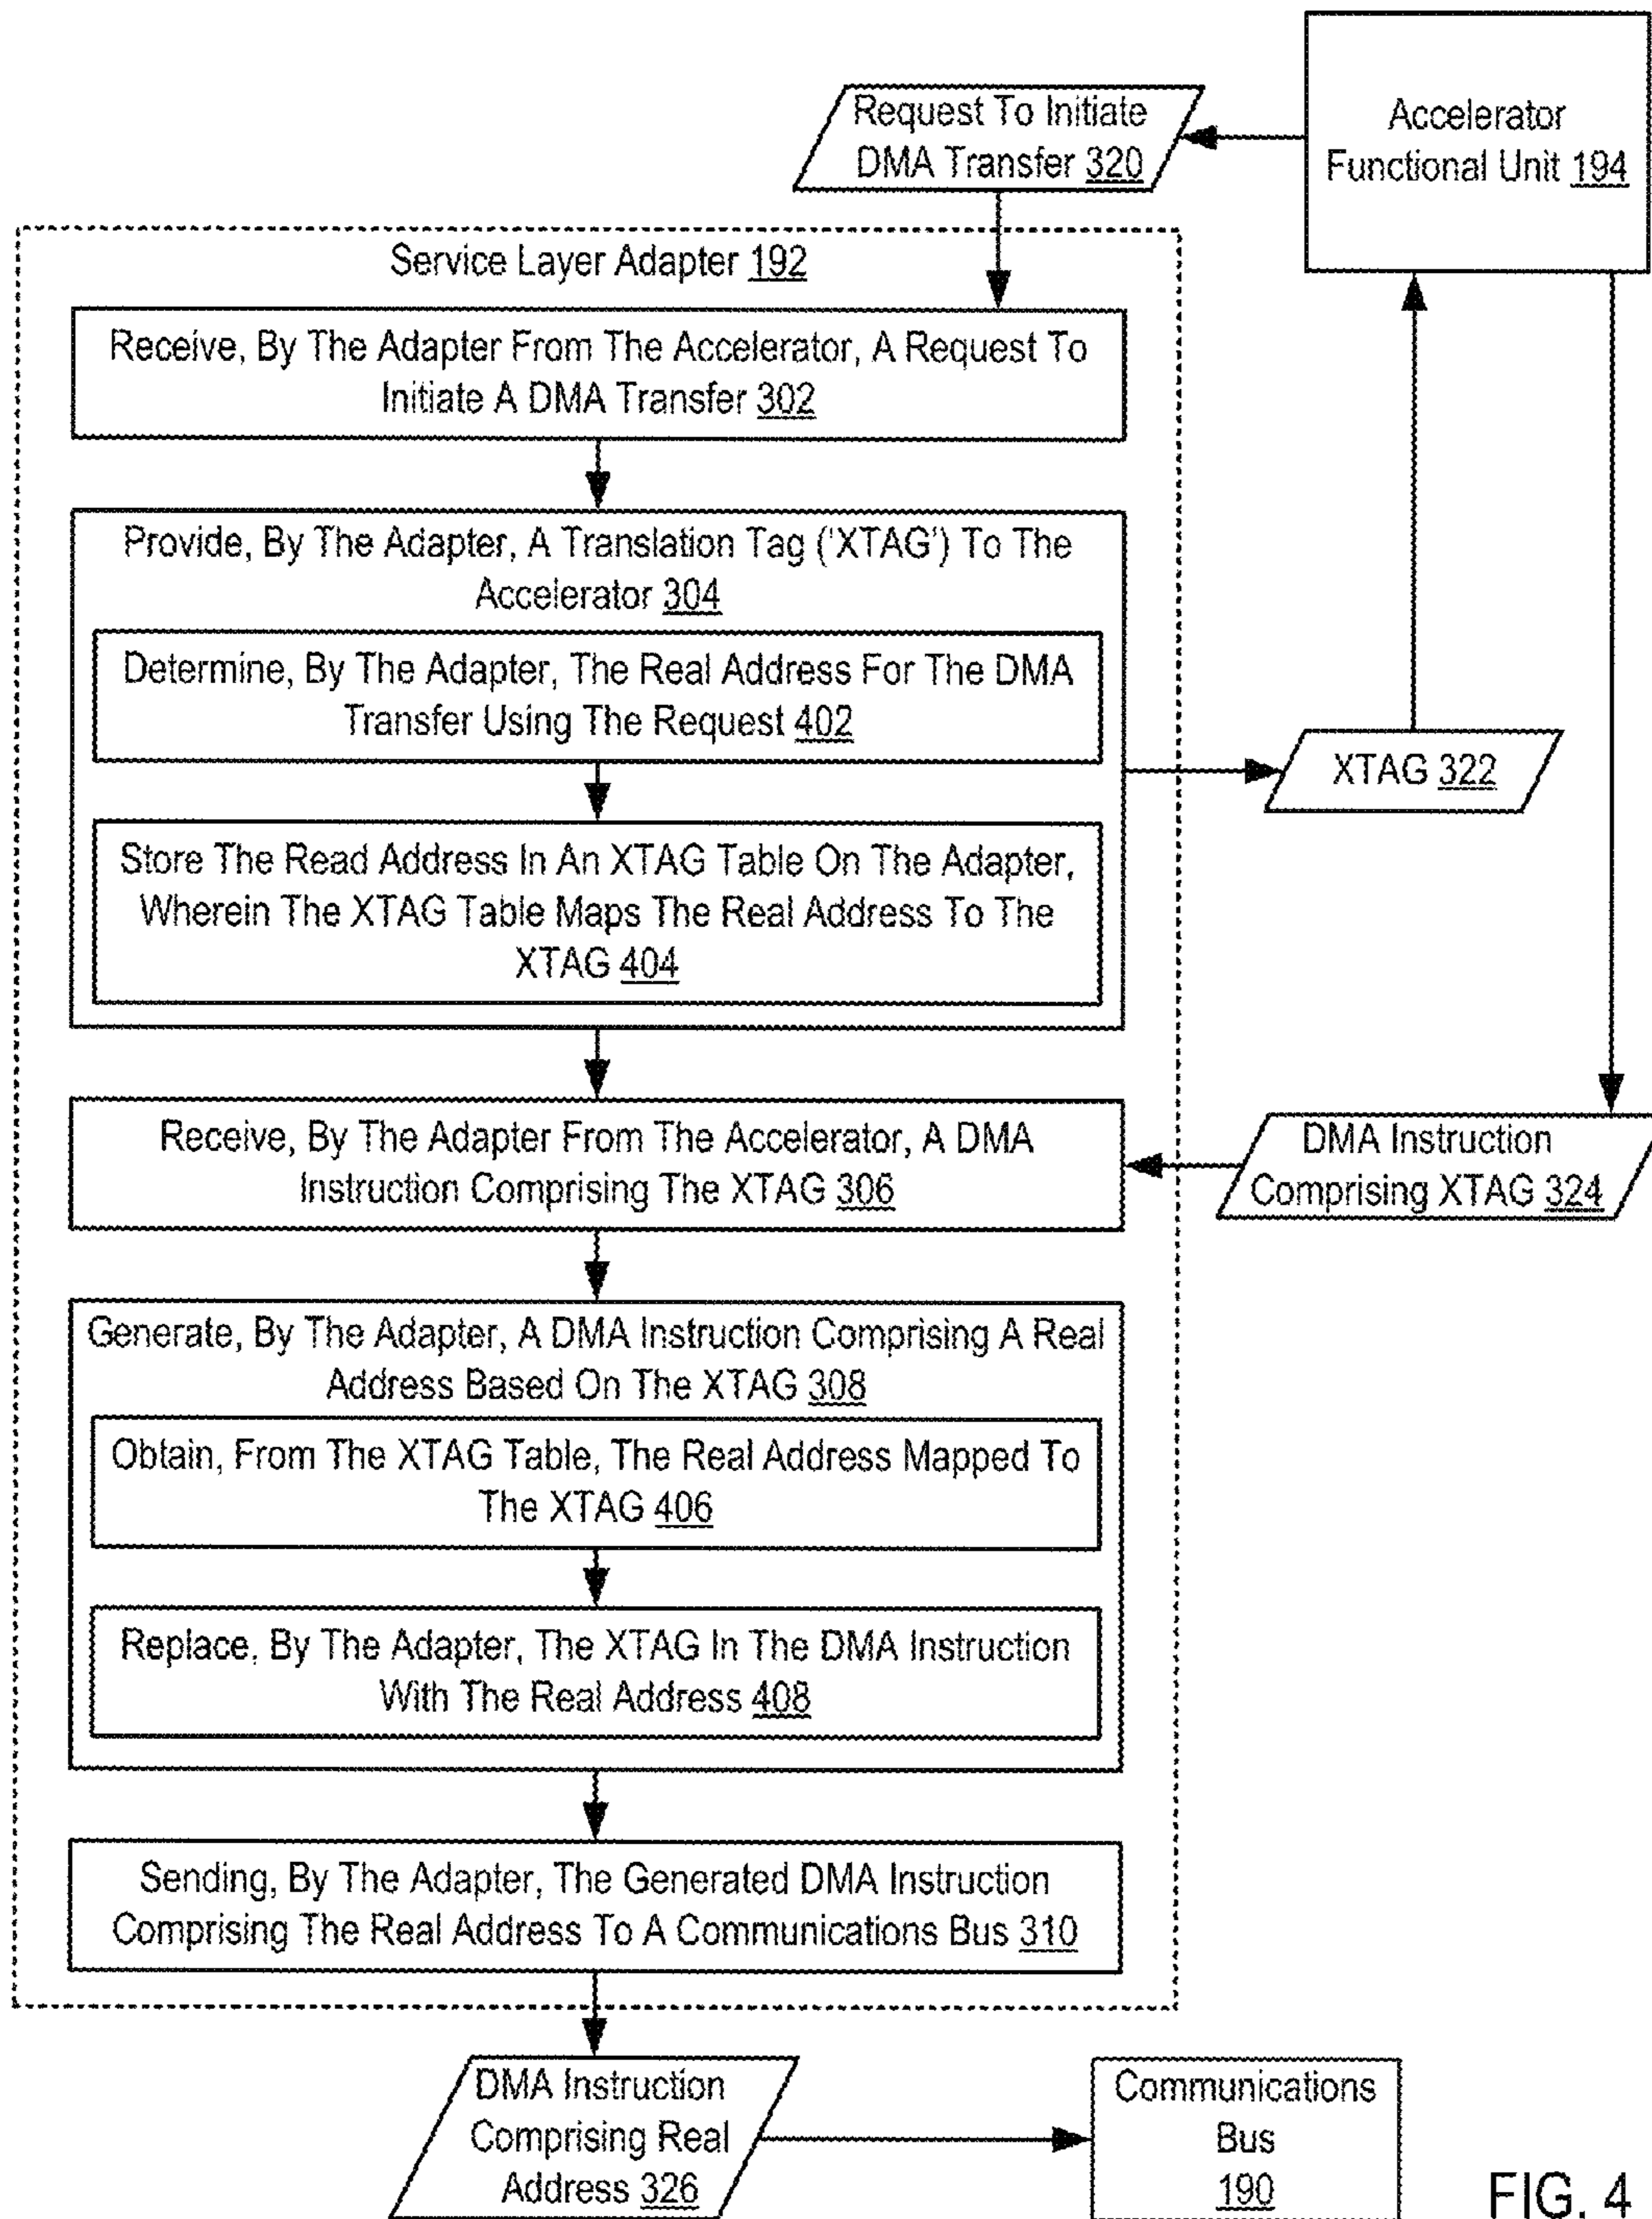 Request To Initiate
DMA Transfer 320
Accelerator
Functional Unit 194
Service Layer Adapter 192
Receive, By The Adapter From The Accelerator, A Request To
Initiate A DMA Transfer 302
Provide, By The Adapter, A Translation Tag ('XTAG') To The
Accelerator 304
Determine, By The Adapter, The Real Address For The DMA
Transfer Using The Request 402
XTAG 322
Store The Read Address In An XTAG Table On The Adapter,
Wherein The XTAG Table Maps The Real Address To The
XTAG 404
Receive, By The Adapter From The Accelerator, A DMA
Instruction Comprising The XTAG 306
DMA Instruction
Comprising XTAG 324
Generate, By The Adapter, A DMA Instruction Comprising A Real
Address Based On The XTAG 308
Obtain, From The XTAG Table, The Real Address Mapped To
The XTAG 406
Replace, By The Adapter, The XTAG In The DMA Instruction
With The Real Address 408
Sending, By The Adapter, The Generated DMA Instruction
Comprising The Real Address To A Communications Bus 310
DMA Instruction
Comprising Real
Address 326
Communications
Bus
190
FIG. 4